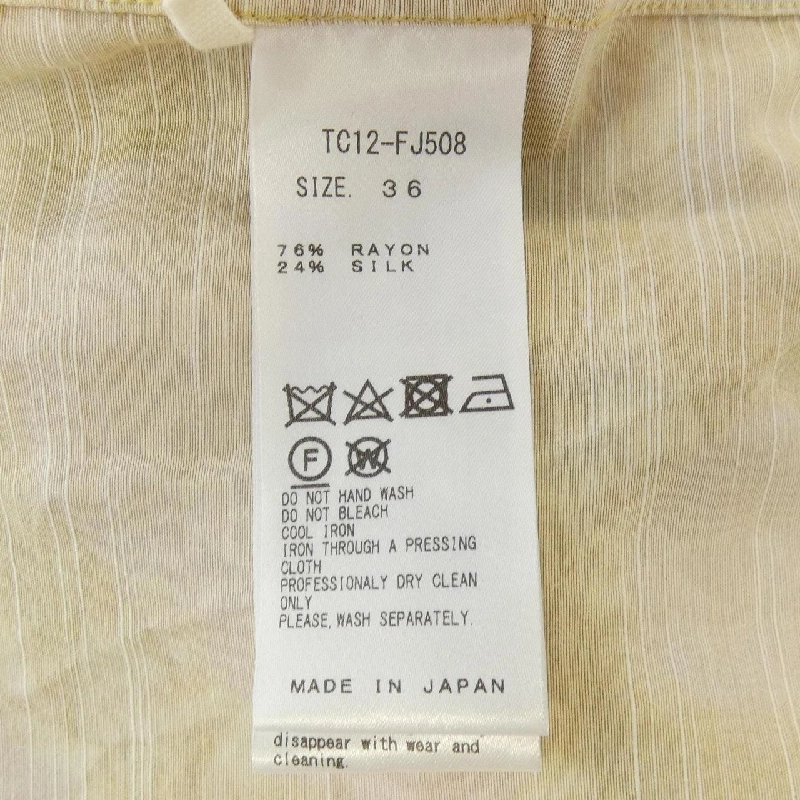 TC12-FJ508
SIZE. 36
76% RAYON
24% SILK
F W
DO NOT HAND WASH
DO NOT BLEACH
COOL IRON
IRON THROUGH A PRESSING
CLOTH
PROFESSIONALY DRY CLEAN
ONLY
PLEASE,WASH SEPARATELY.
MADE IN JAPAN
disappear with wear and
cleaning.